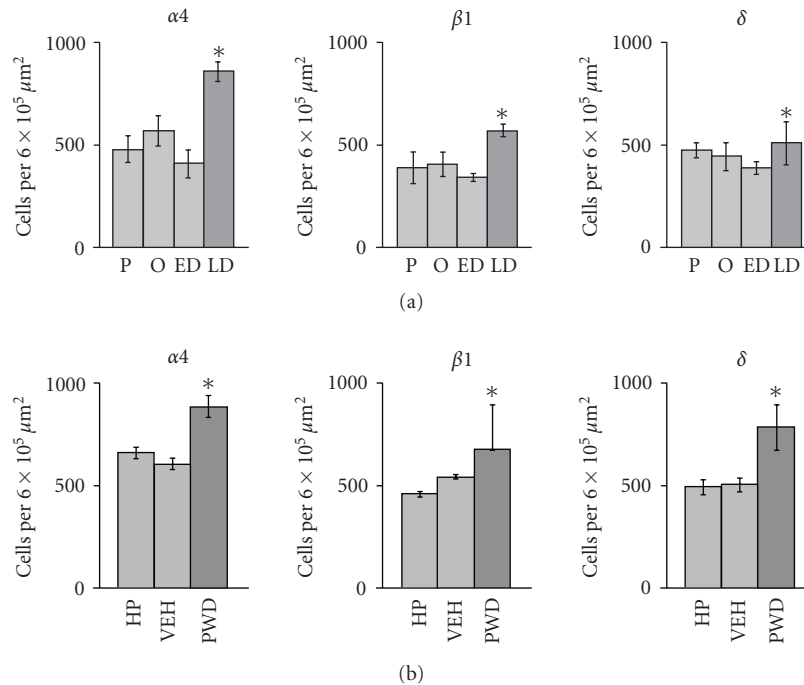 α4
β1
δ
Cells per 6 × 10⁵ μm²
1000
500
0
*
P O ED LD
Cells per 6 × 10⁵ μm²
1000
500
0
*
P O ED LD
Cells per 6 × 10⁵ μm²
1000
500
0
*
P O ED LD
(a)
α4
β1
δ
Cells per 6 × 10⁵ μm²
1000
500
0
*
HP VEH PWD
Cells per 6 × 10⁵ μm²
1000
500
0
*
HP VEH PWD
Cells per 6 × 10⁵ μm²
1000
500
0
*
HP VEH PWD
(b)